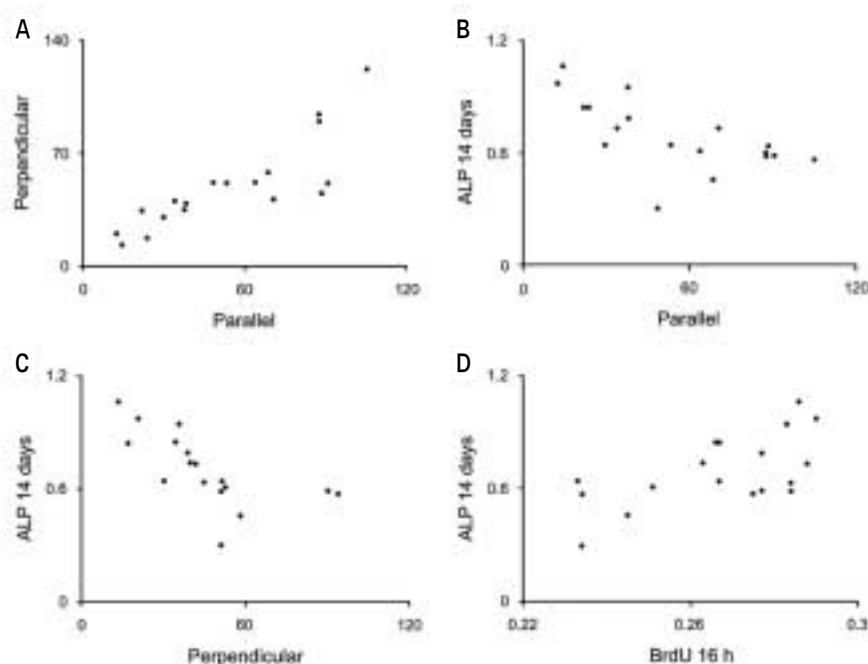 A
140
Perpendicular
70
0
0
60
120
Parallel
B
1.2
ALP 14 days
0.6
0
0
60
120
Parallel
C
1.2
ALP 14 days
0.6
0
0
60
120
Perpendicular
D
1.2
ALP 14 days
0.6
0
0.22
0.26
0.3
BrdU 16 h